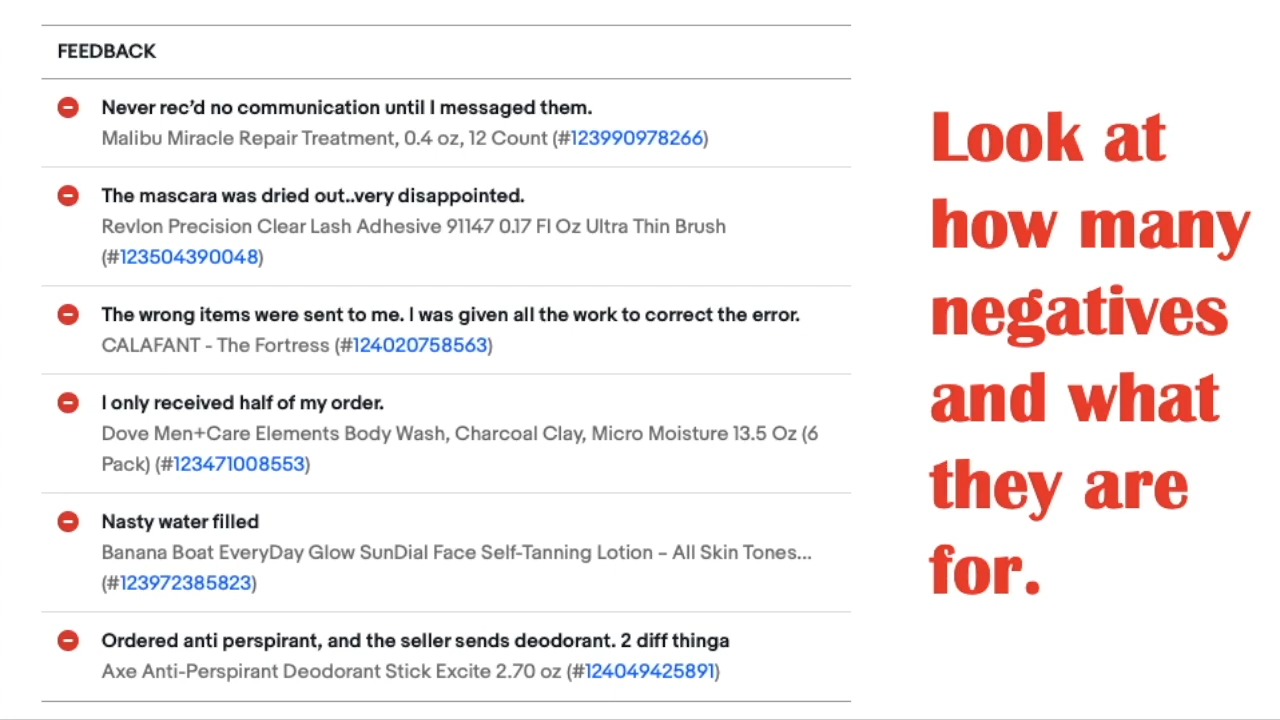 FEEDBACK
Never rec’d no communication until I messaged them.
Malibu Miracle Repair Treatment, 0.4 oz, 12 Count (#123990978266)
The mascara was dried out..very disappointed.
Revlon Precision Clear Lash Adhesive 91147 0.17 Fl Oz Ultra Thin Brush
(#123504390048)
The wrong items were sent to me. I was given all the work to correct the error.
CALAFANT - The Fortress (#124020758563)
I only received half of my order.
Dove Men+Care Elements Body Wash, Charcoal Clay, Micro Moisture 13.5 Oz (6
Pack) (#123471008553)
Nasty water filled
Banana Boat EveryDay Glow SunDial Face Self-Tanning Lotion – All Skin Tones...
(#123972385823)
Ordered anti perspirant, and the seller sends deodorant. 2 diff thinga
Axe Anti-Perspirant Deodorant Stick Excite 2.70 oz (#124049425891)
Look at
how many
negatives
and what
they are
for.